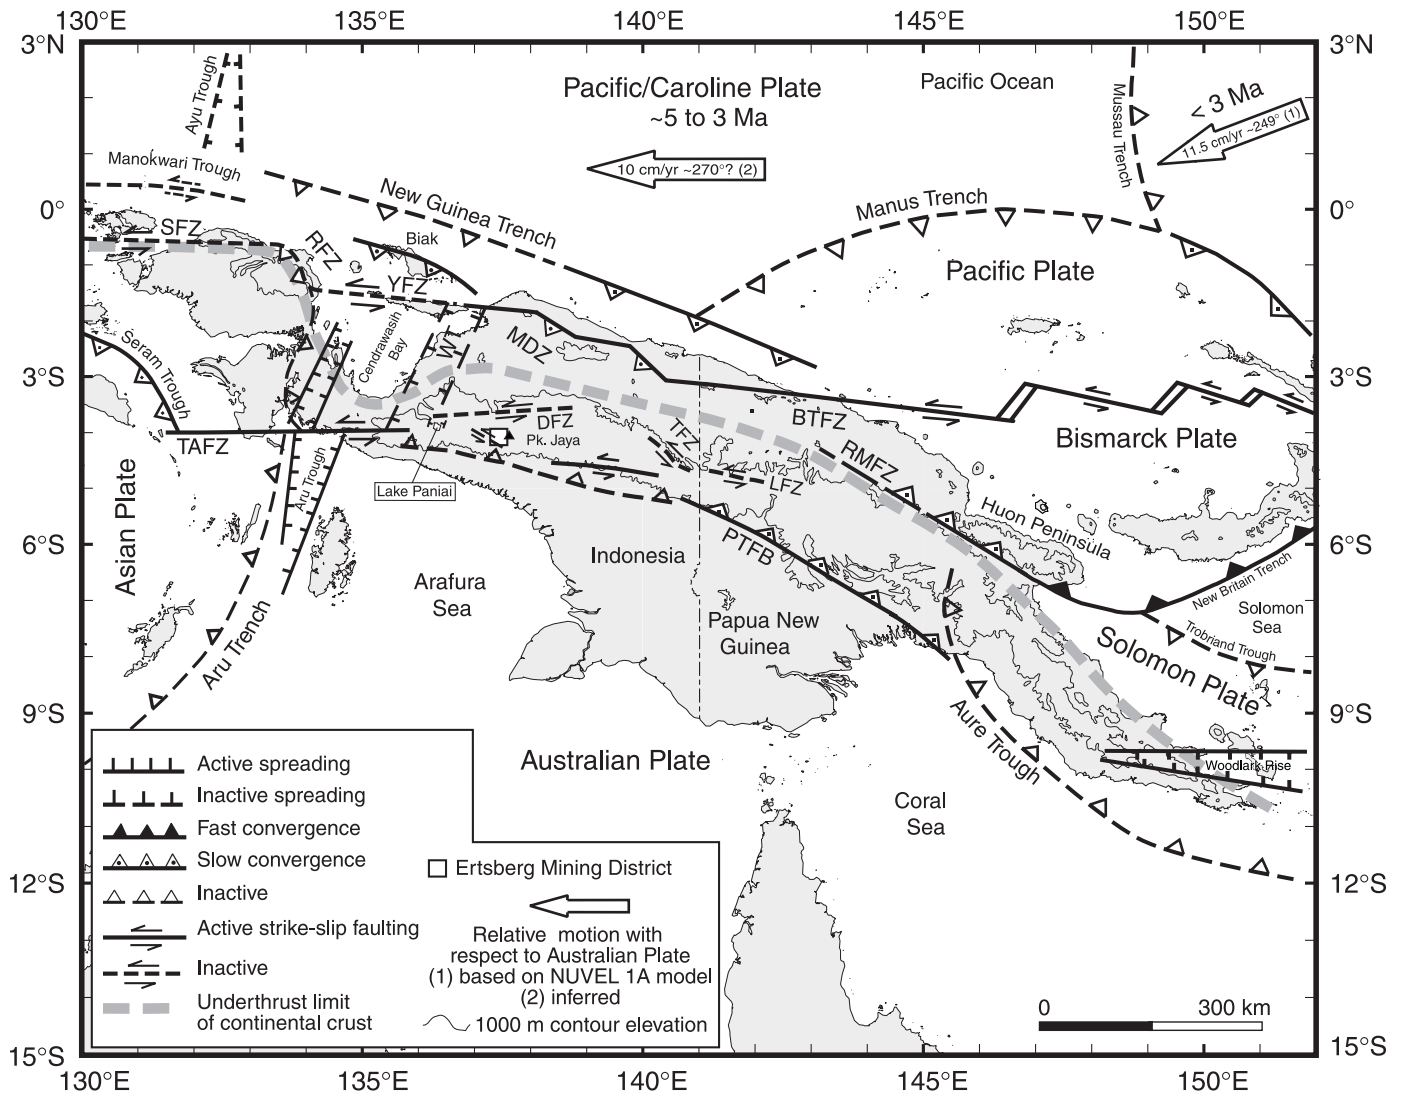 130°E 135°E 140°E 145°E 150°E
3°N 3°N
Pacific/Caroline Plate
~5 to 3 Ma
Pacific Ocean
< 3 Ma
11.5 cm/yr ~249° (1)
10 cm/yr ~270°? (2)
Ayu Trough
Mussau Trench
Manokwari Trough
New Guinea Trench
Manus Trench
0° 0°
SFZ
RFZ
Biak
YFZ
Pacific Plate
Cendrawasih
Bay
WT
MDZ
Seram Trough
3°S 3°S
BTFZ
Bismarck Plate
TAFZ
DFZ
Pk. Jaya
TFZ
RMFZ
LFZ
Lake Paniai
Aru Trough
Asian Plate
Huon Peninsula
6°S 6°S
Indonesia
PTFB
Arafura
Sea
New Britain Trench
Solomon
Sea
Papua New
Guinea
Trobriand Trough
Solomon Plate
Aru Trench
9°S 9°S
Aure Trough
Australian Plate
Woodlark Rise
Coral
Sea
Active spreading
Inactive spreading
Fast convergence
Slow convergence
Inactive
Active strike-slip faulting
Inactive
Underthrust limit
of continental crust
Ertsberg Mining District
Relative motion with
respect to Australian Plate
(1) based on NUVEL 1A model
(2) inferred
1000 m contour elevation
12°S 12°S
0 300 km
15°S 15°S
130°E 135°E 140°E 145°E 150°E